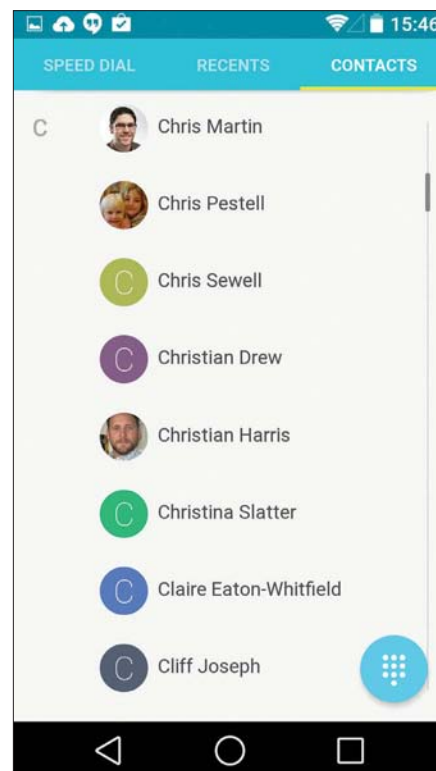 15:46
SPEED DIAL RECENTS CONTACTS
C
Chris Martin
Chris Pestell
C
Chris Sewell
C
Christian Drew
Christian Harris
C
Christina Slatter
C
Claire Eaton-Whitfield
C
Cliff Joseph